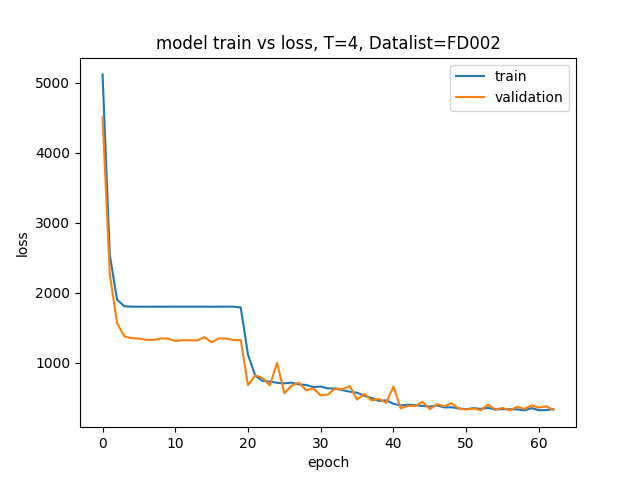 model train vs loss, T=4, Datalist=FD002
train
validation
5000
4000
3000
2000
1000
loss
0 10 20 30 40 50 60
epoch